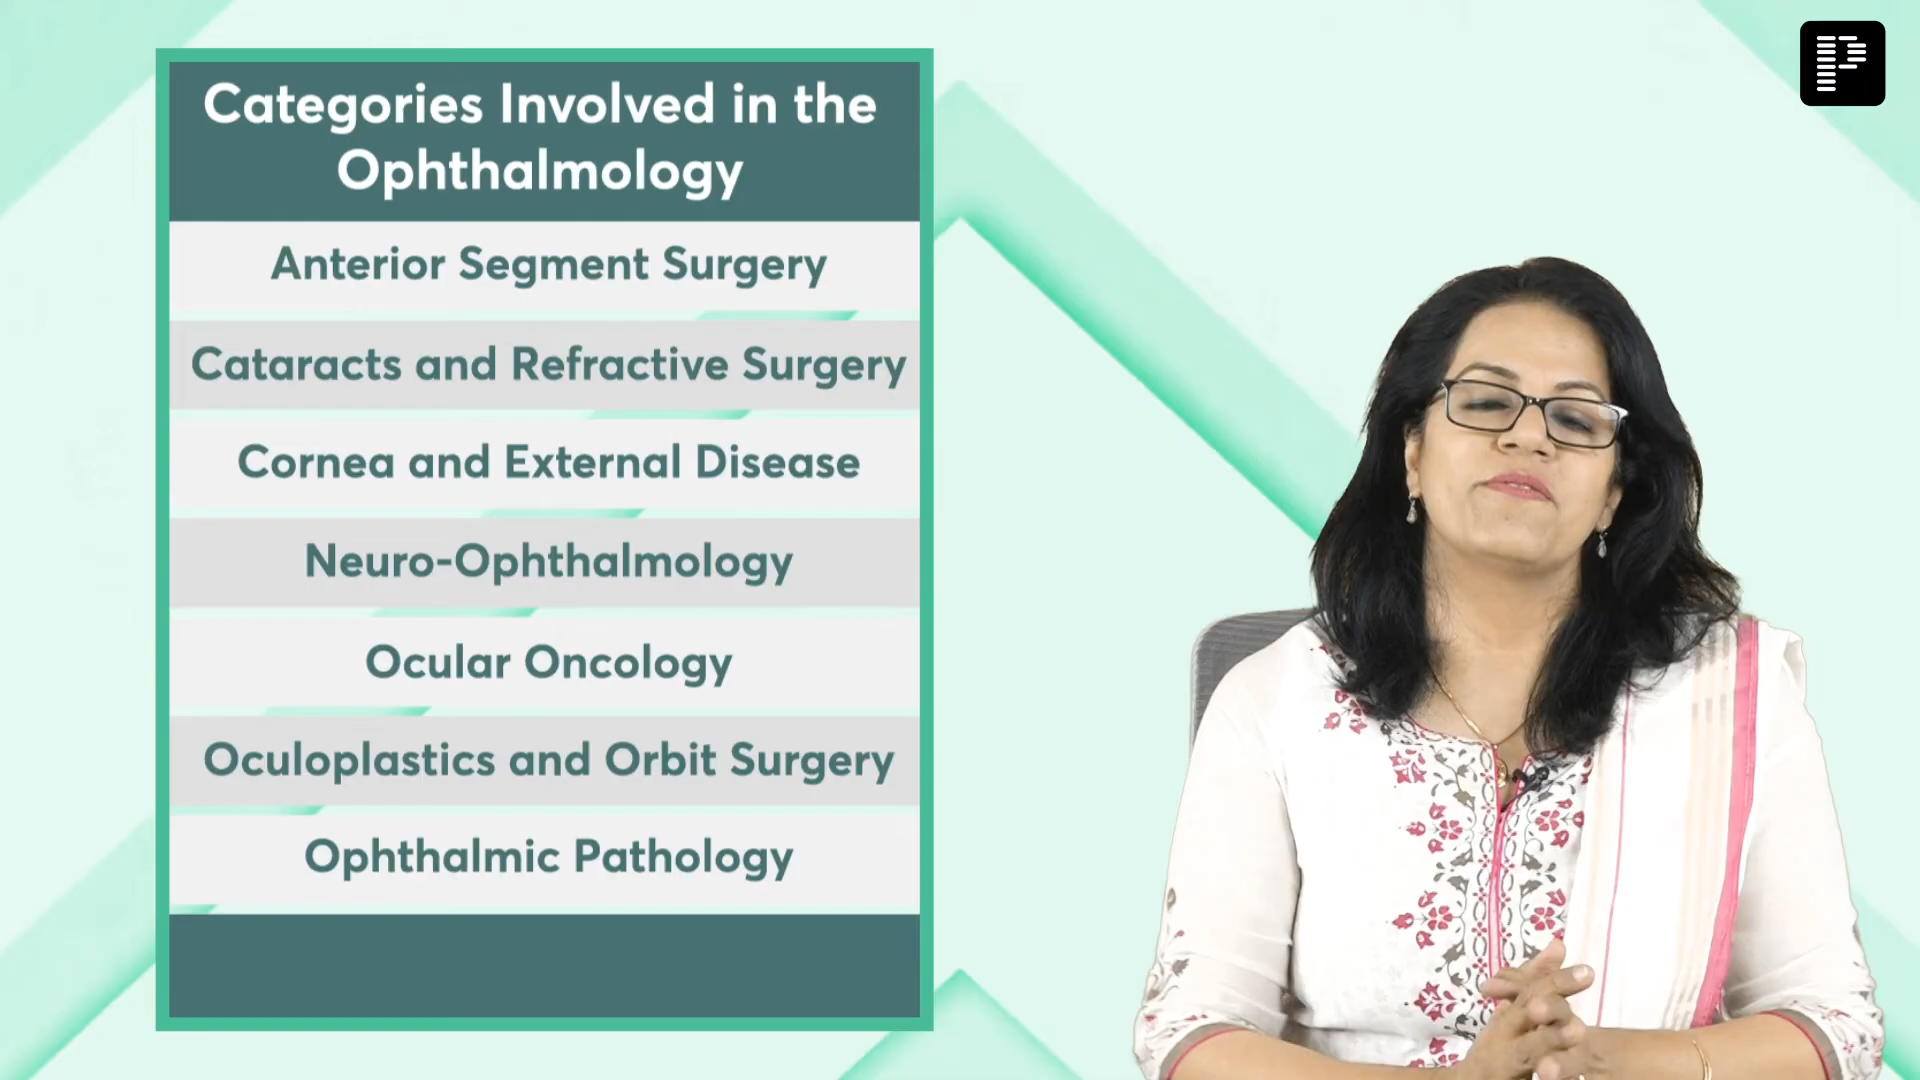 Categories Involved in the
Ophthalmology
Anterior Segment Surgery
Cataracts and Refractive Surgery
Cornea and External Disease
Neuro-Ophthalmology
Ocular Oncology
Oculoplastics and Orbit Surgery
Ophthalmic Pathology